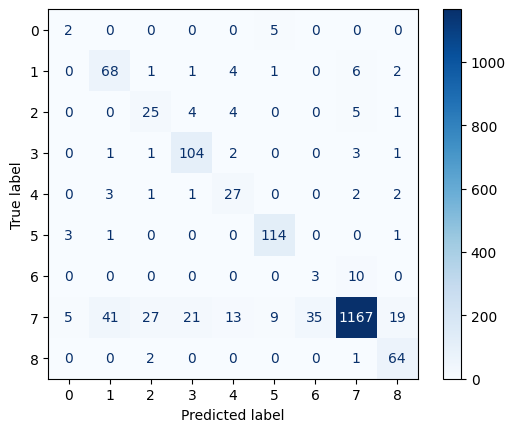 0 2 0 0 0 0 5 0 0 0
1 0 68 1 1 4 1 0 6 2
2 0 0 25 4 4 0 0 5 1
3 0 1 1 104 2 0 0 3 1
4 0 3 1 1 27 0 0 2 2
5 3 1 0 0 0 114 0 0 1
6 0 0 0 0 0 0 3 10 0
7 5 41 27 21 13 9 35 1167 19
8 0 0 2 0 0 0 0 1 64
0 1 2 3 4 5 6 7 8
Predicted label
True label
1000
800
600
400
200
0